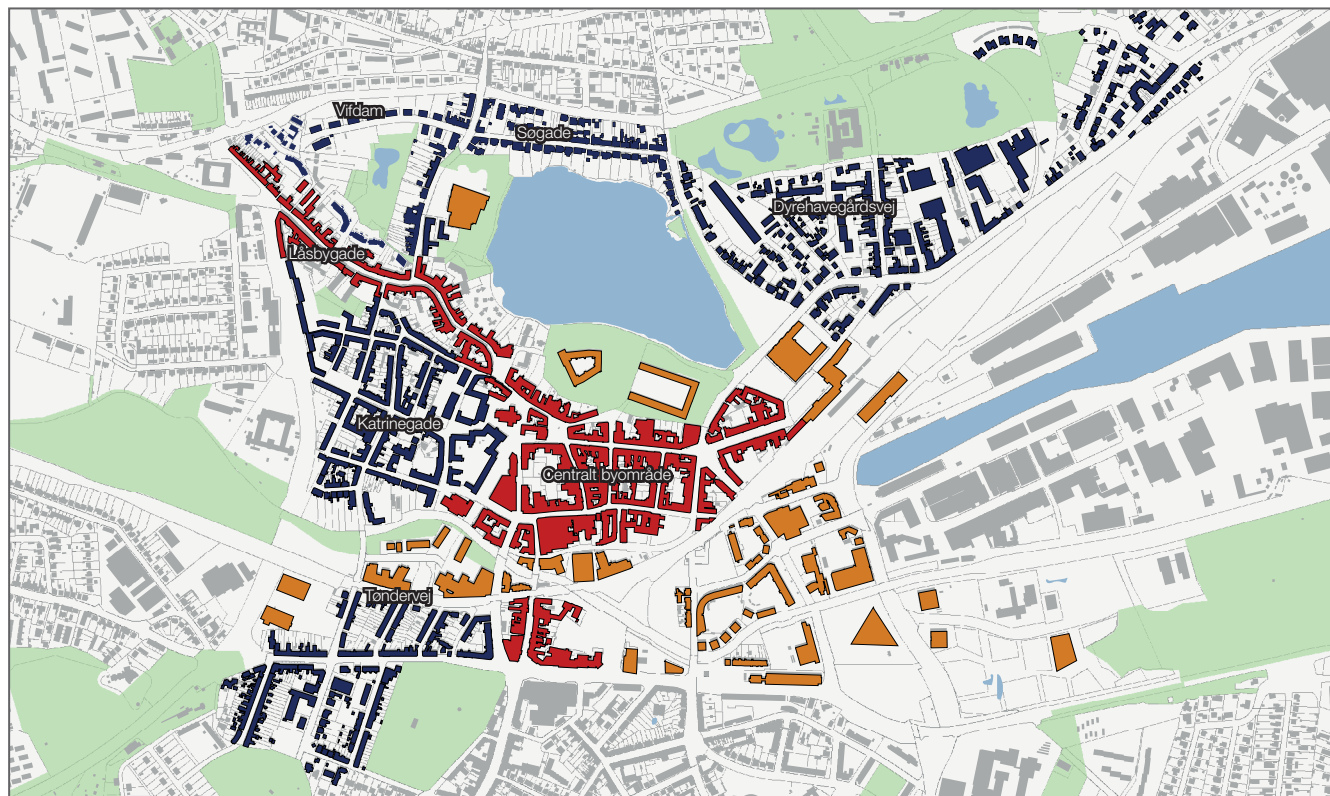 Vifdam
Søgade
Dyrehavegårdsvej
Låsbygade
Katrinegade
Centralt byområde
Tøndervej